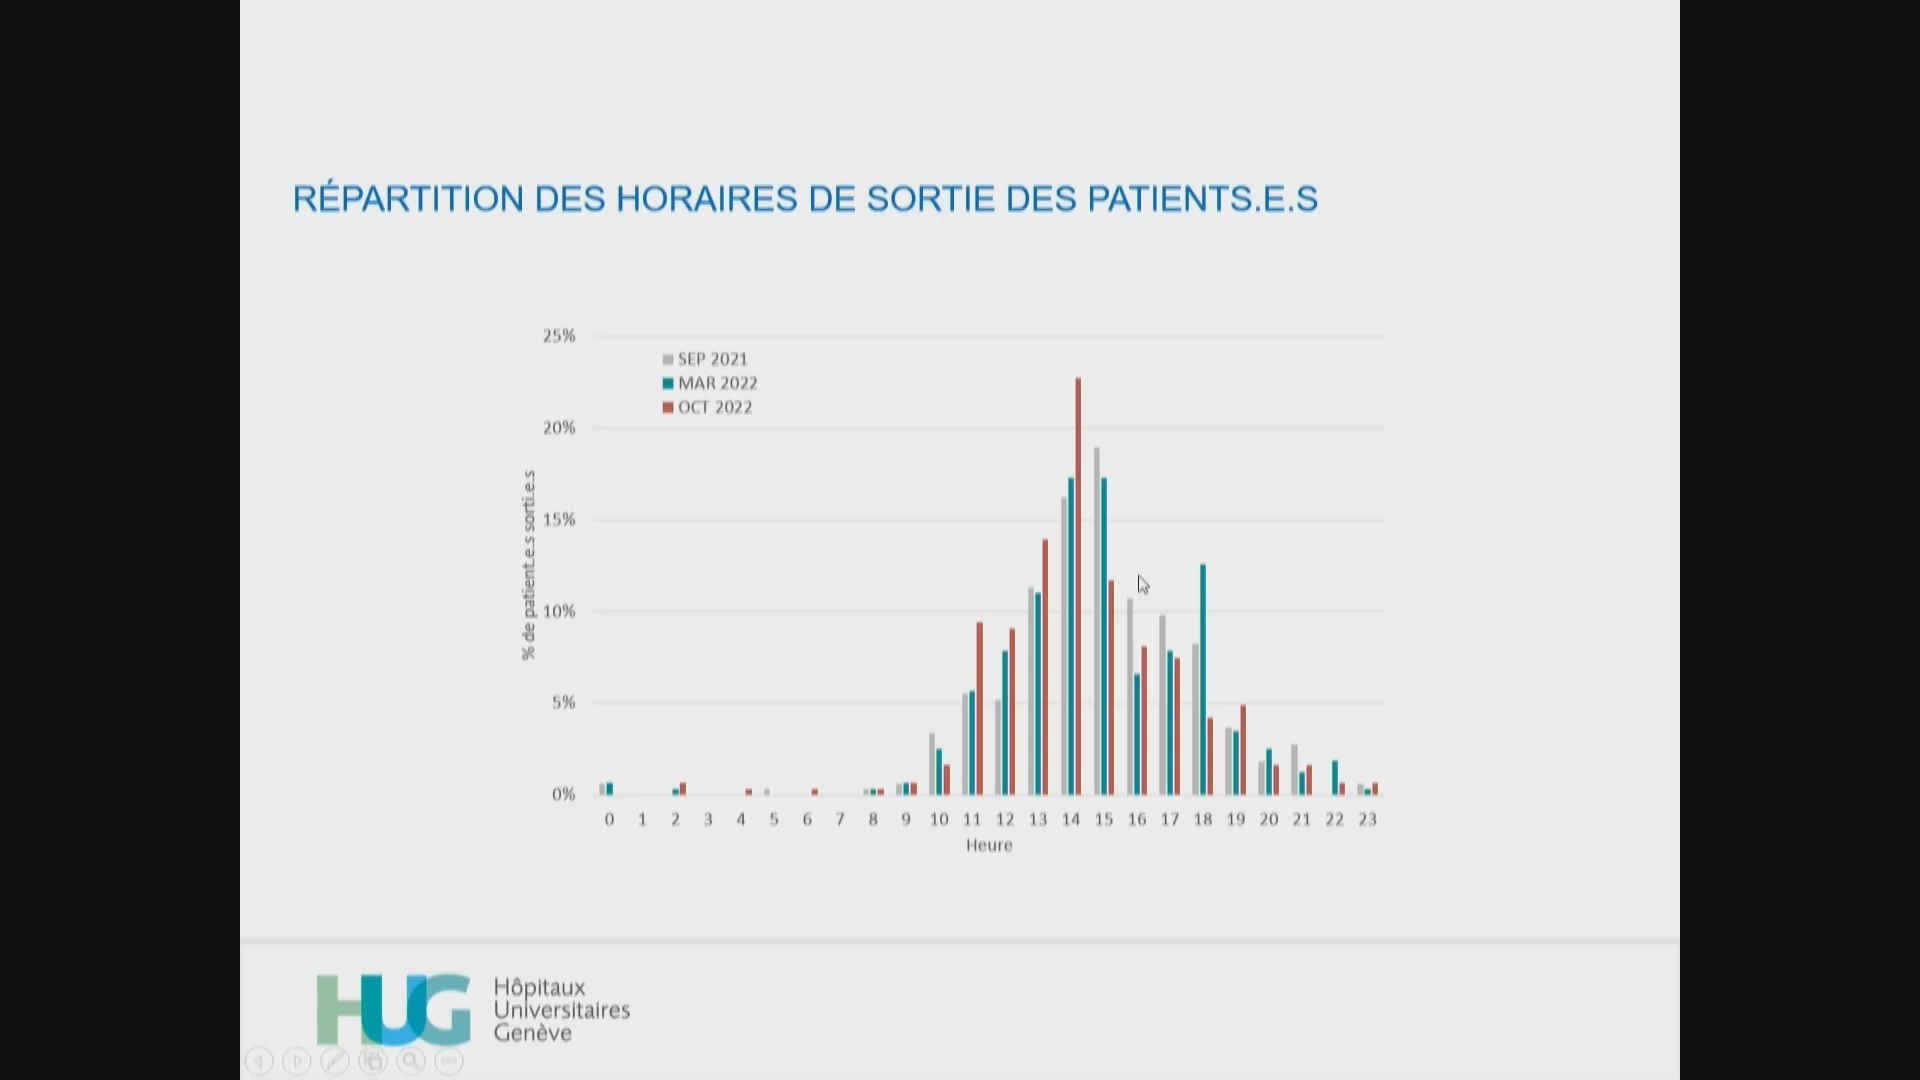 RÉPARTITION DES HORAIRES DE SORTIE DES PATIENTS.E.S
25%
20%
15%
10%
5%
0%
SEP 2021
MAR 2022
OCT 2022
% de patient.e.s sorti.e.s
0 1 2 3 4 5 6 7 8 9 10 11 12 13 14 15 16 17 18 19 20 21 22 23
Heure
HUG
Hôpitaux
Universitaires
Genève